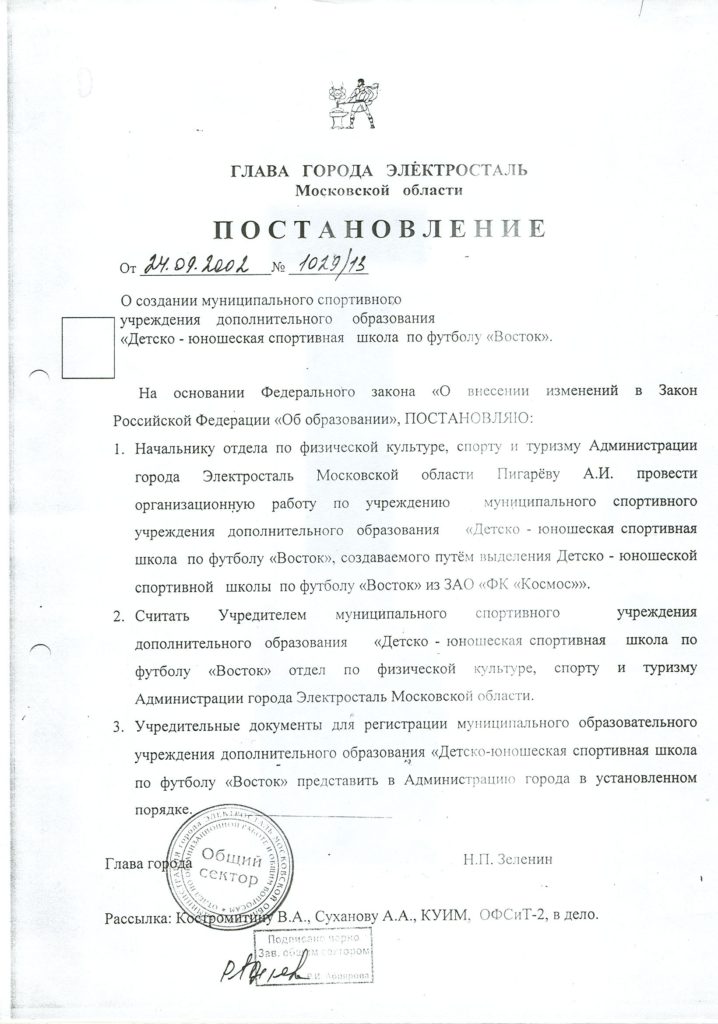 ГЛАВА ГОРОДА ЭЛЕКТРОСТАЛЬ
Московской области
ПОСТАНОВЛЕНИЕ
От 24.09.2002 № 1029/13
О создании муниципального спортивного
учреждения дополнительного образования
«Детско - юношеская спортивная школа по футболу «Восток».
На основании Федерального закона «О внесении изменений в Закон
Российской Федерации «Об образовании», ПОСТАНОВЛЯЮ:
1. Начальнику отдела по физической культуре, спорту и туризму Администрации
города Электросталь Московской области Пигарёву А.И. провести
организационную работу по учреждению муниципального спортивного
учреждения дополнительного образования «Детско - юношеская спортивная
школа по футболу «Восток», создаваемого путём выделения Детско - юношеской
спортивной школы по футболу «Восток» из ЗАО «ФК «Космос»».
2. Считать Учредителем муниципального спортивного учреждения
дополнительного образования «Детско - юношеская спортивная школа по
футболу «Восток» отдел по физической культуре, спорту и туризму
Администрации города Электросталь Московской области.
3. Учредительные документы для регистрации муниципального образовательного
учреждения дополнительного образования «Детско-юношеская спортивная школа
по футболу «Восток» представить в Администрацию города в установленном
порядке.
Общий
сектор
Глава города Н.П. Зеленин
Рассылка: Костромитину В.А., Суханову А.А., КУИМ, ОФСиТ-2, в дело.
Зав. общим сектором